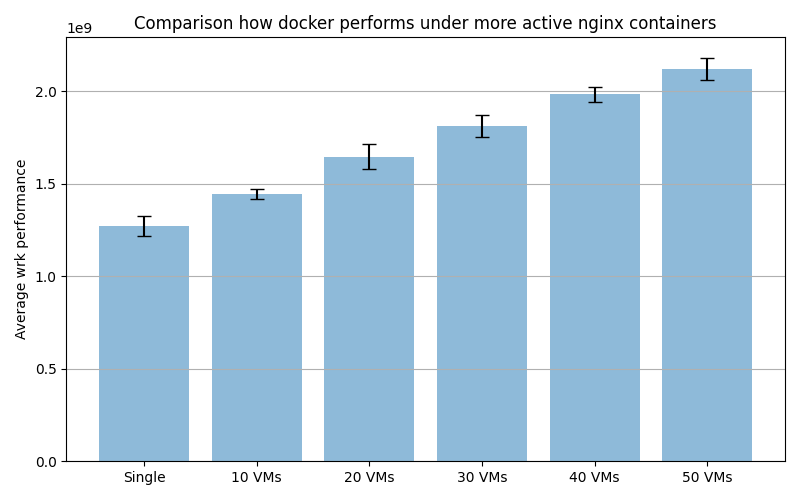 Comparison how docker performs under more active nginx containers
1e9
Average wrk performance
2.0
1.5
1.0
0.5
0.0
Single 10 VMs 20 VMs 30 VMs 40 VMs 50 VMs